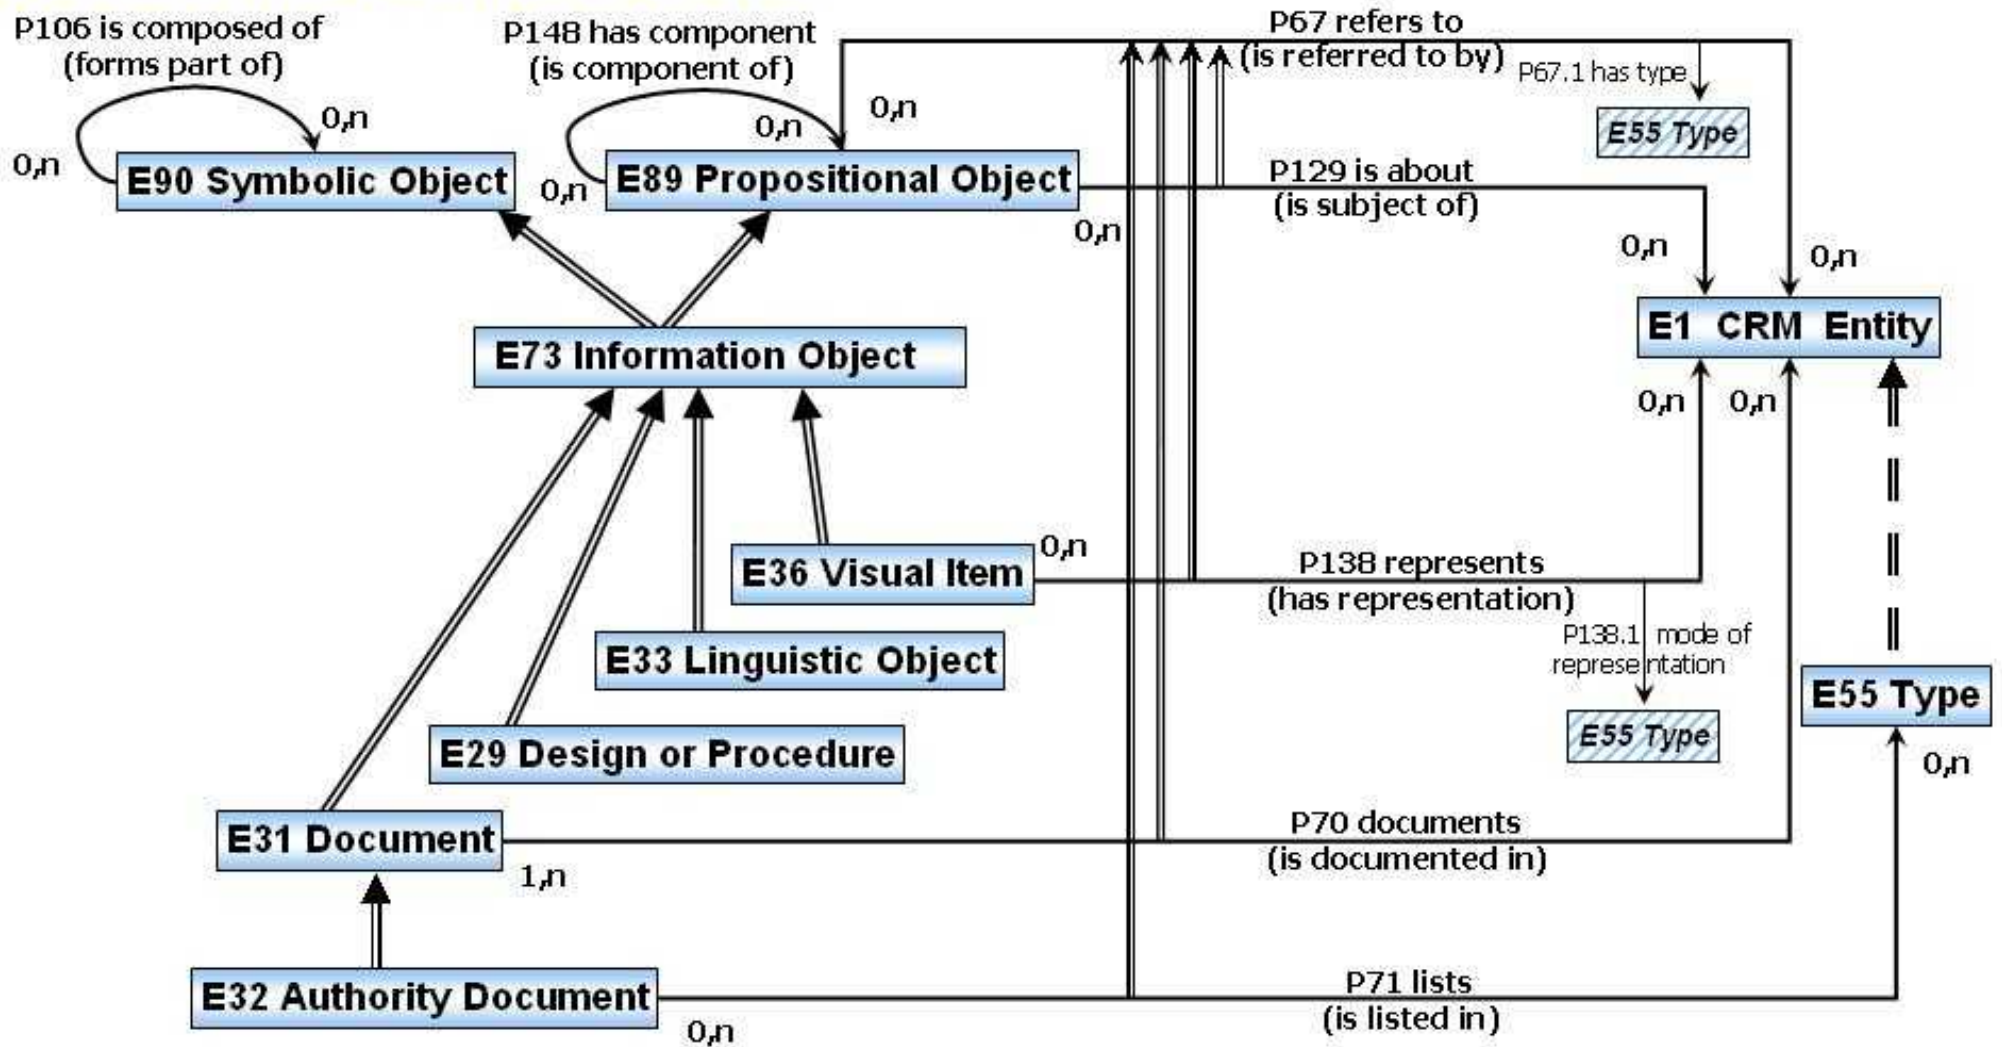 P106 is composed of
(forms part of)
0,n
0,n
E90 Symbolic Object
P148 has component
(is component of)
0,n
0,n
0,n
E89 Propositional Object
0,n
P67 refers to
(is referred to by)
P67.1 has type
E55 Type
P129 is about
(is subject of)
0,n
0,n
E1 CRM Entity
0,n
0,n
E73 Information Object
E36 Visual Item
0,n
P138 represents
(has representation)
P138.1 mode of
representation
E55 Type
E33 Linguistic Object
E55 Type
0,n
E29 Design or Procedure
E31 Document
1,n
P70 documents
(is documented in)
E32 Authority Document
0,n
P71 lists
(is listed in)